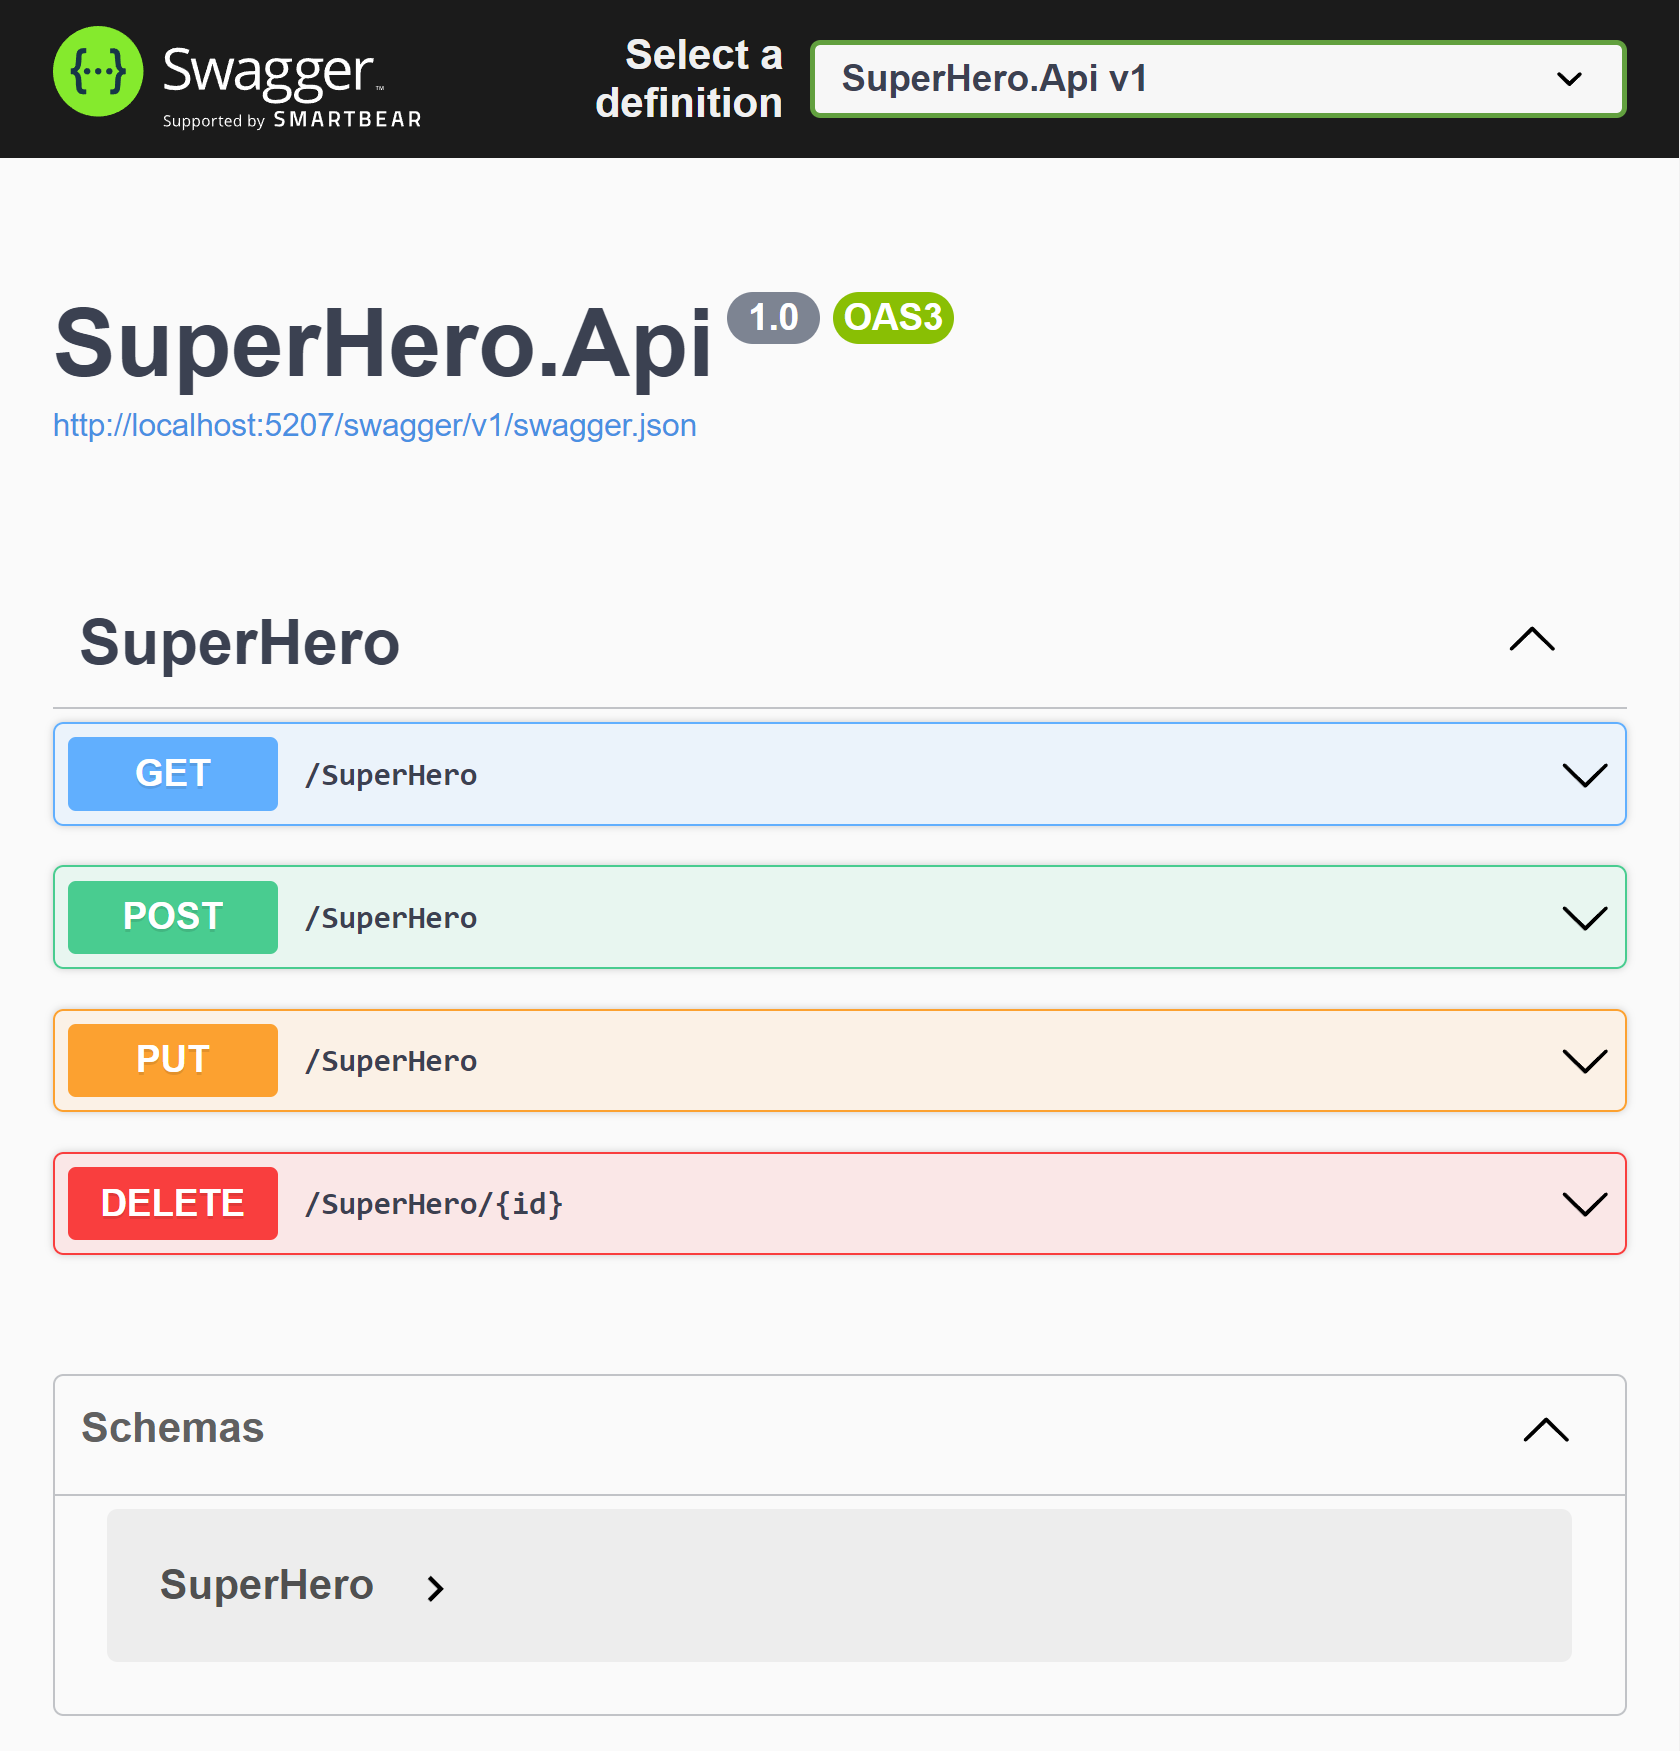 {···} Swagger™
Supported by SMARTBEAR
Select a
definition
SuperHero.Api v1
SuperHero.Api 1.0 OAS3
http://localhost:5207/swagger/v1/swagger.json
SuperHero
GET /SuperHero
POST /SuperHero
PUT /SuperHero
DELETE /SuperHero/{id}
Schemas
SuperHero